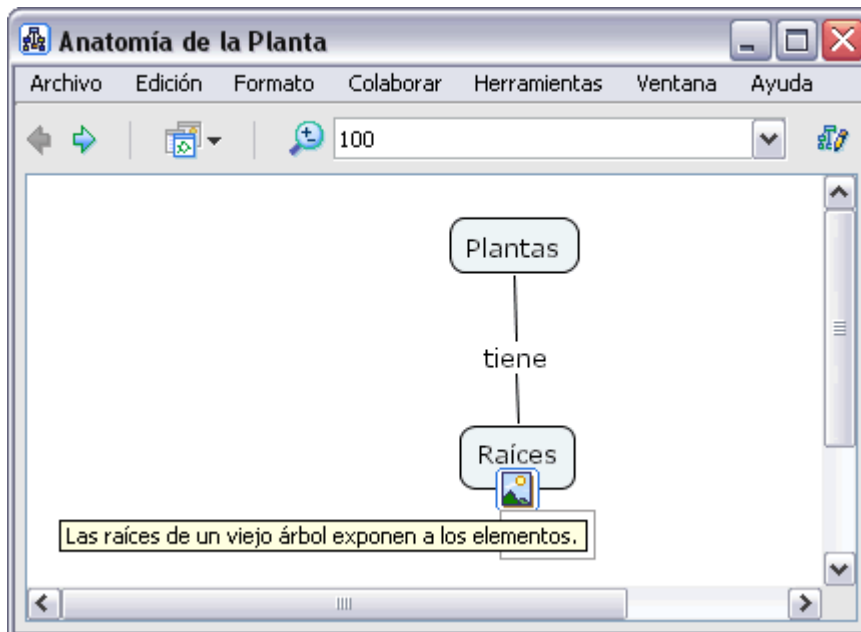 Anatomía de la Planta
Archivo Edición Formato Colaborar Herramientas Ventana Ayuda
100
Plantas
tiene
Raíces
Las raíces de un viejo árbol exponen a los elementos.